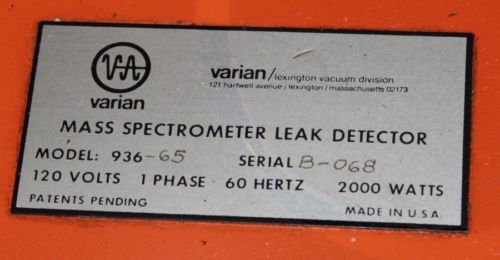 VA
varian
varian/lexington vacuum division
121 hartwell avenue/lexington/massachusetts 02173
MASS SPECTROMETER LEAK DETECTOR
MODEL: 936-65 SERIAL B-068
120 VOLTS 1 PHASE 60 HERTZ 2000 WATTS
PATENTS PENDING
MADE IN U.S.A.